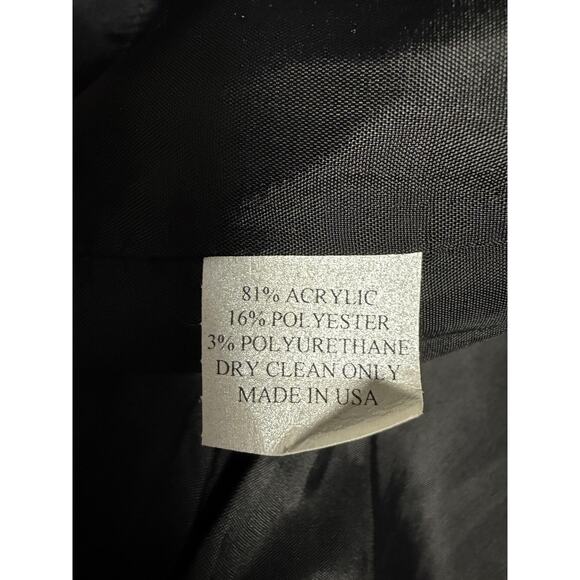 81% ACRYLIC
16% POLYESTER
3% POLYURETHANE
DRY CLEAN ONLY
MADE IN USA